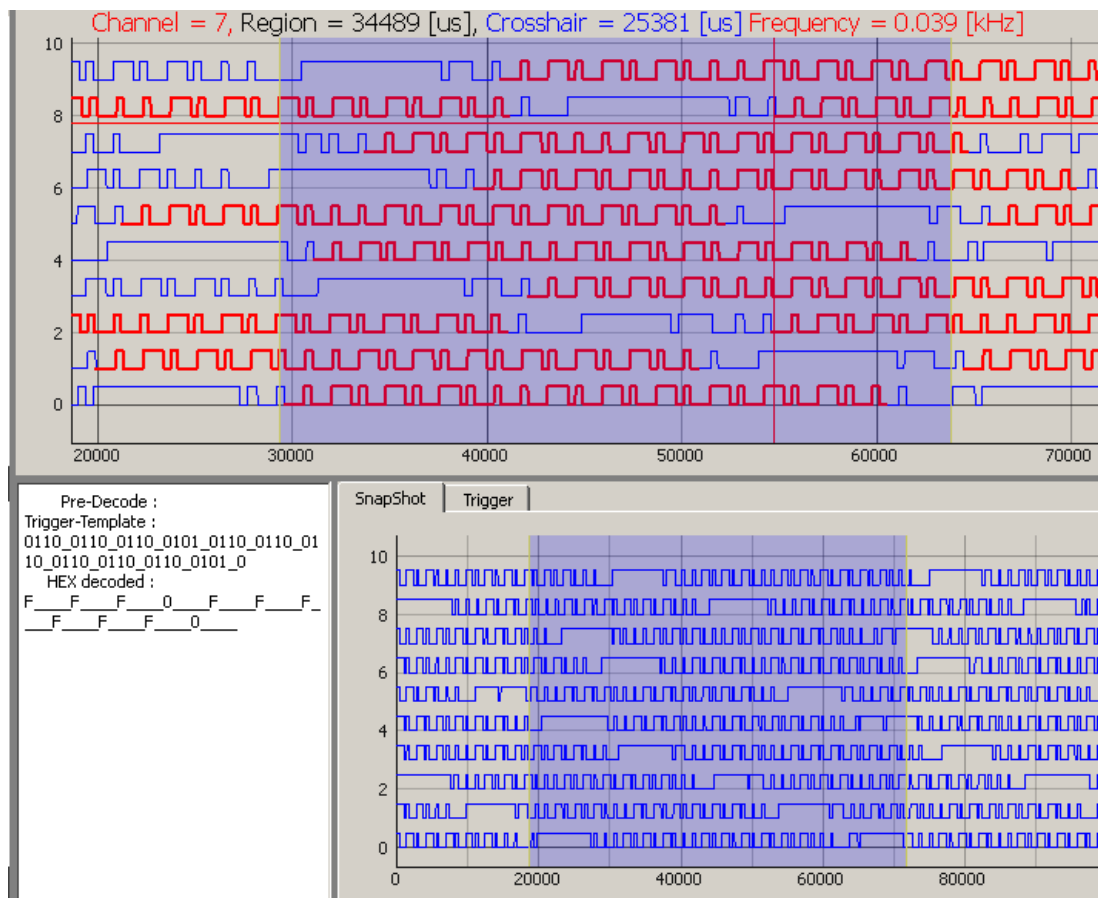 Channel = 7, Region = 34489 [us], Crosshair = 25381 [us] Frequency = 0.039 [kHz]
10
8
6
4
2
0
20000 30000 40000 50000 60000 70000
Pre-Decode :
Trigger-Template :
0110_0110_0110_0101_0110_0110_01
10_0110_0110_0110_0101_0
HEX decoded :
F____F____F____0____F____F____F_
___F____F____F____0____
SnapShot Trigger
10
8
6
4
2
0
0 20000 40000 60000 80000